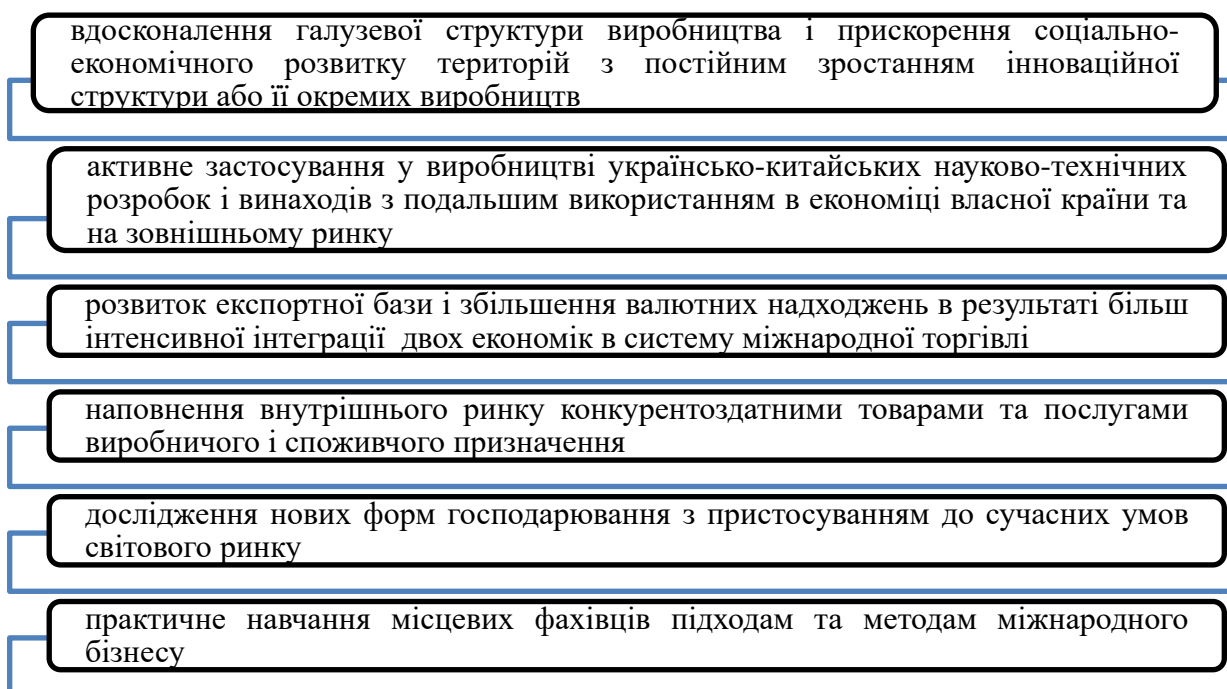 вдосконалення галузевої структури виробництва і прискорення соціально-
економічного розвитку територій з постійним зростанням інноваційної
структури або її окремих виробництв
активне застосування у виробництві українсько-китайських науково-технічних
розробок і винаходів з подальшим використанням в економіці власної країни та
на зовнішньому ринку
розвиток експортної бази і збільшення валютних надходжень в результаті більш
інтенсивної інтеграції двох економік в систему міжнародної торгівлі
наповнення внутрішнього ринку конкурентоздатними товарами та послугами
виробничого і споживчого призначення
дослідження нових форм господарювання з пристосуванням до сучасних умов
світового ринку
практичне навчання місцевих фахівців підходам та методам міжнародного
бізнесу